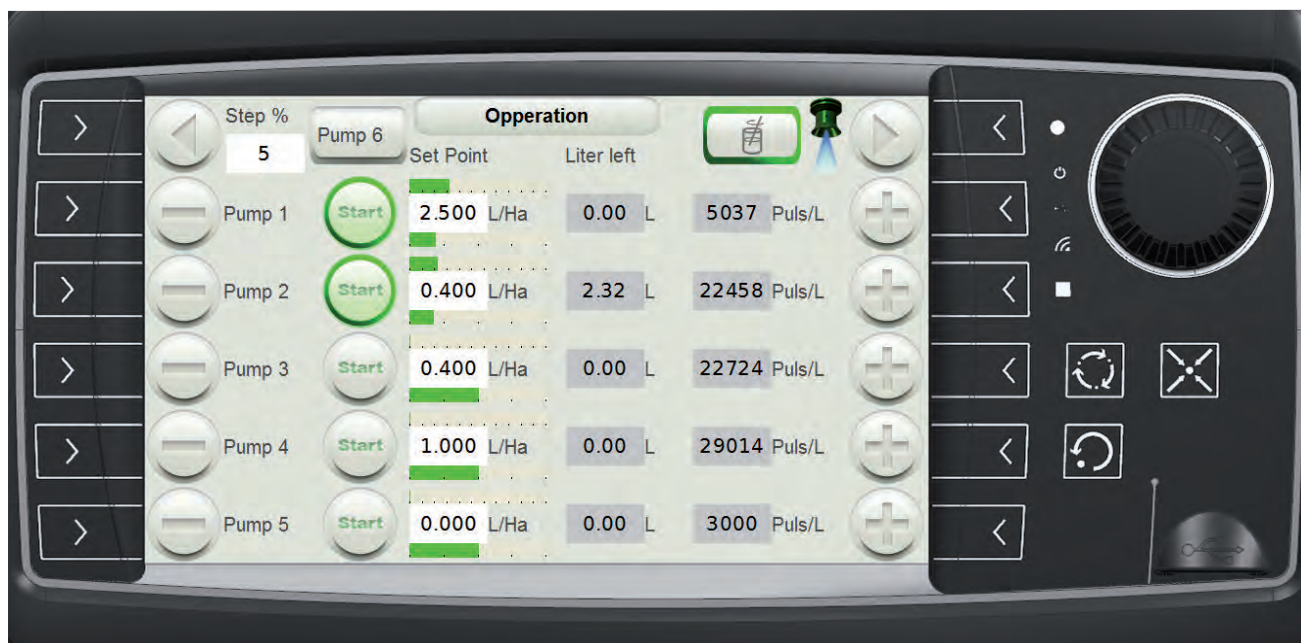 Step %
5
Pump 6
Opperation
Set Point
Liter left
Pump 1 Start 2.500 L/Ha 0.00 L 5037 Puls/L
Pump 2 Start 0.400 L/Ha 2.32 L 22458 Puls/L
Pump 3 Start 0.400 L/Ha 0.00 L 22724 Puls/L
Pump 4 Start 1.000 L/Ha 0.00 L 29014 Puls/L
Pump 5 Start 0.000 L/Ha 0.00 L 3000 Puls/L